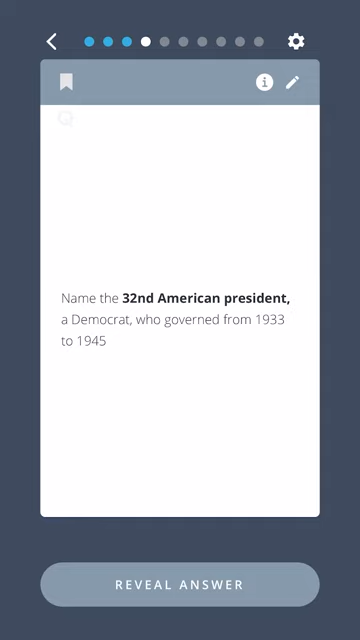 Name the 32nd American president,
a Democrat, who governed from 1933
to 1945
REVEAL ANSWER